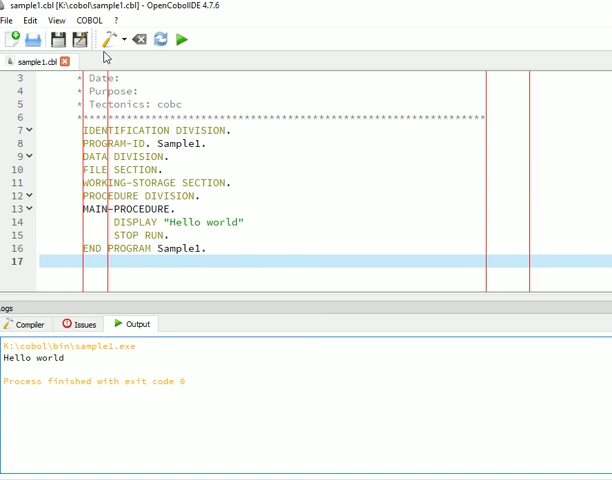 sample1.cbl [K:\cobol\sample1.cbl] - OpenCobolIDE 4.7.6
File Edit View COBOL ?
sample1.cbl
3 * Date:
4 * Purpose:
5 * Tectonics: cobc
6 ************************************************************
7 IDENTIFICATION DIVISION.
8 PROGRAM-ID. Sample1.
9 DATA DIVISION.
10 FILE SECTION.
11 WORKING-STORAGE SECTION.
12 PROCEDURE DIVISION.
13 MAIN-PROCEDURE.
14 DISPLAY "Hello world"
15 STOP RUN.
16 END PROGRAM Sample1.
17
ogs
Compiler Issues Output
K:\cobol\bin\sample1.exe
Hello world
Process finished with exit code 0